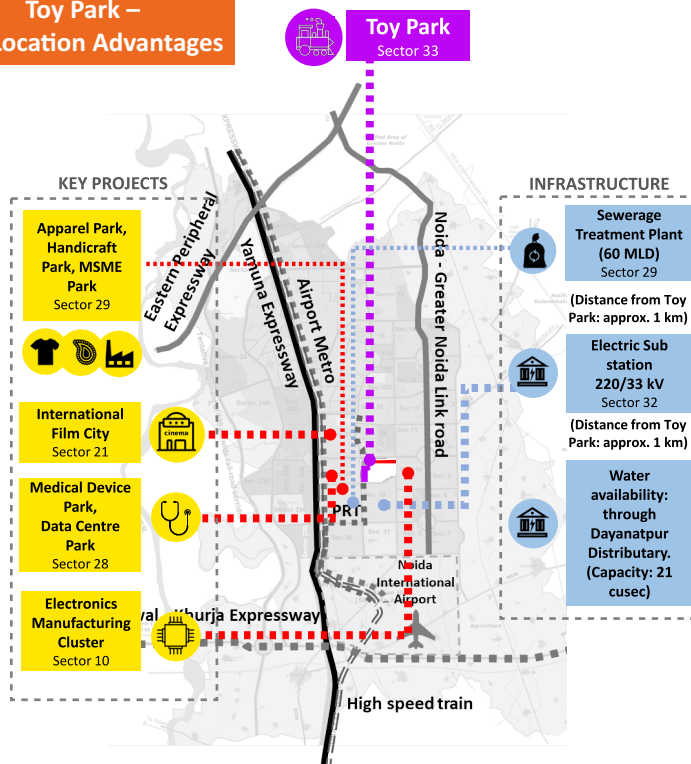 Toy Park –
Location Advantages
Toy Park
Sector 33
KEY PROJECTS
Apparel Park,
Handicraft
Park, MSME
Park
Sector 29
International
Film City
Sector 21
cinema
Medical Device
Park,
Data Centre
Park
Sector 28
Electronics
Manufacturing
Cluster
Sector 10
Eastern Peripheral
Expressway
Yamuna Expressway
Airport Metro
Noida - Greater Noida Link road
PRT
Noida
International
Airport
Khurja Expressway
High speed train
INFRASTRUCTURE
Sewerage
Treatment Plant
(60 MLD)
Sector 29
(Distance from Toy
Park: approx. 1 km)
Electric Sub
station
220/33 kV
Sector 32
(Distance from Toy
Park: approx. 1 km)
Water
availability:
through
Dayanatpur
Distributary.
(Capacity: 21
cusec)